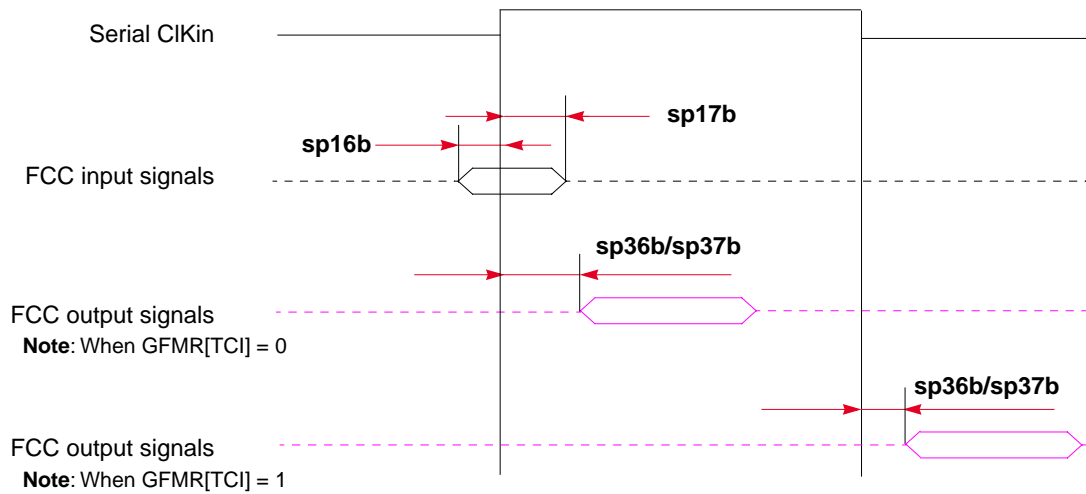 Serial ClKin
sp17b
sp16b
FCC input signals
sp36b/sp37b
FCC output signals
Note: When GFMR[TCI] = 0
sp36b/sp37b
FCC output signals
Note: When GFMR[TCI] = 1